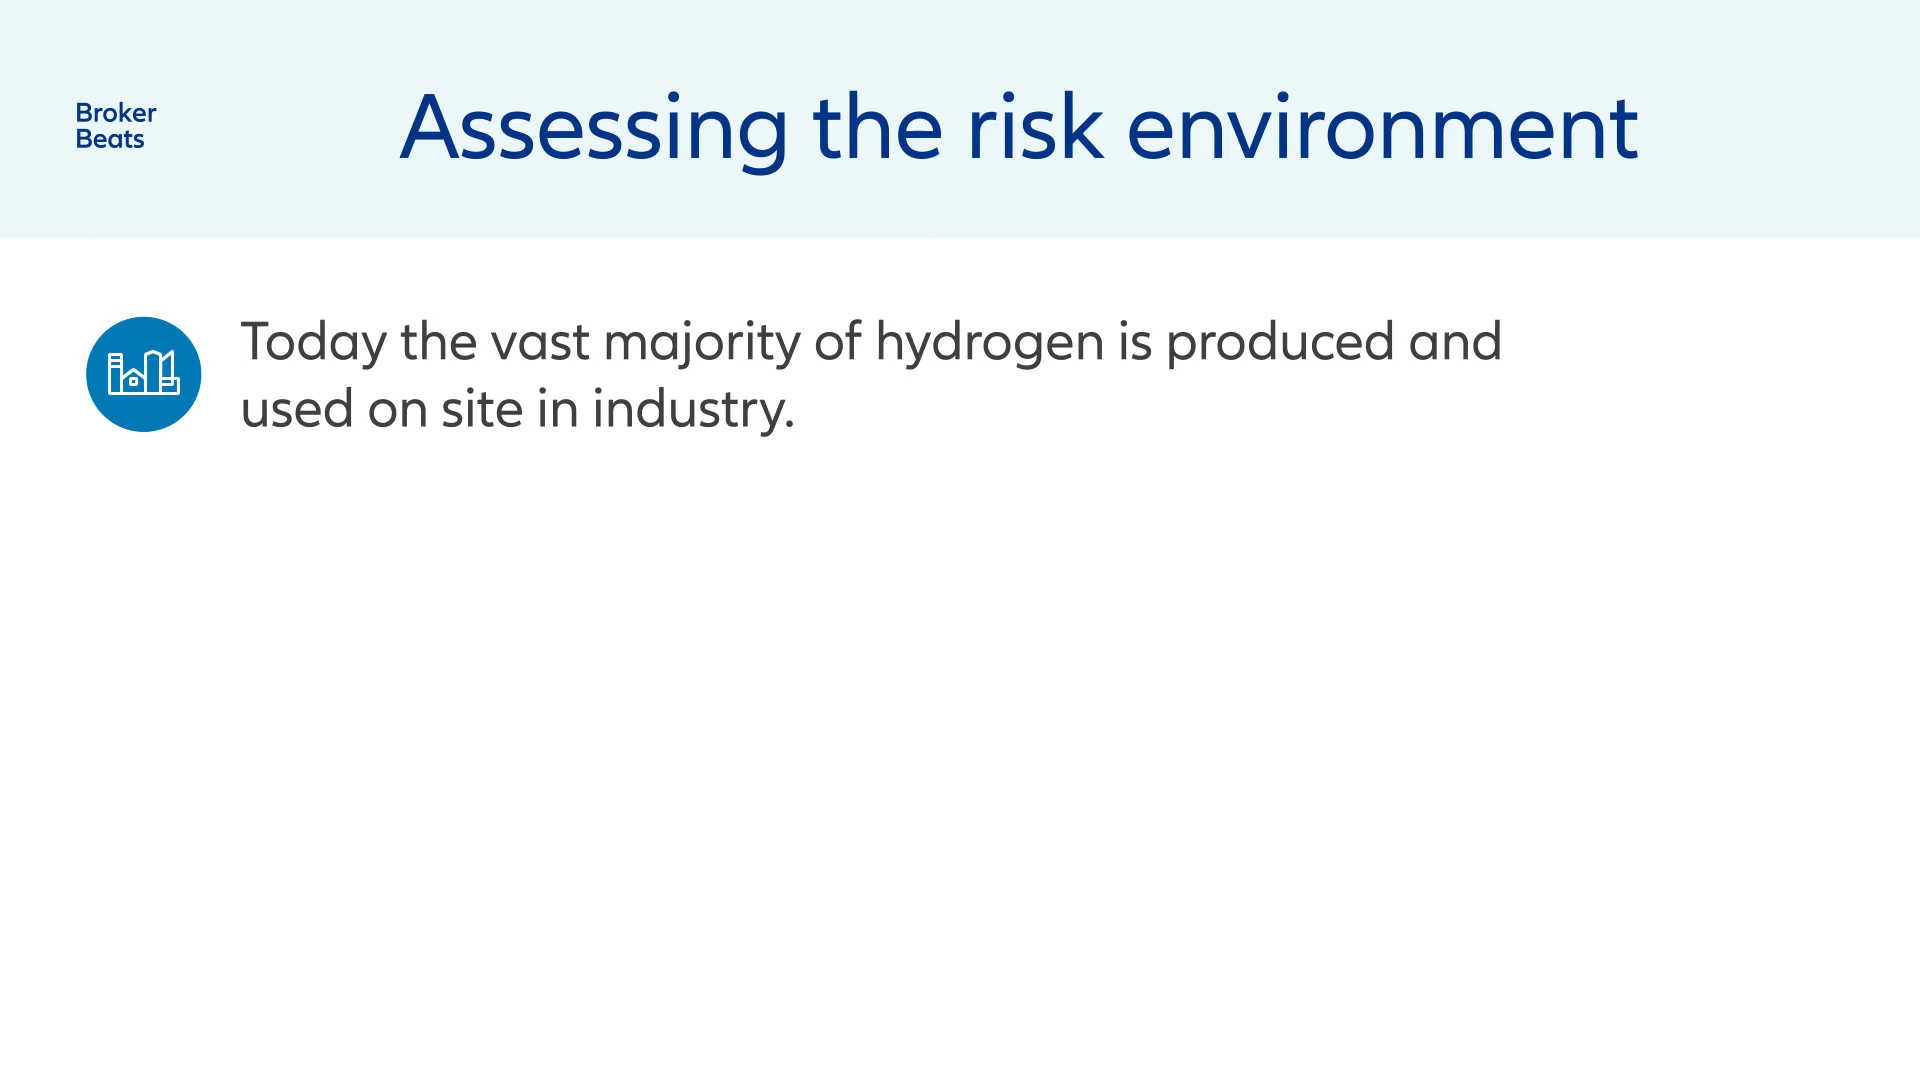 Broker
Beats
Assessing the risk environment
Today the vast majority of hydrogen is produced and
used on site in industry.